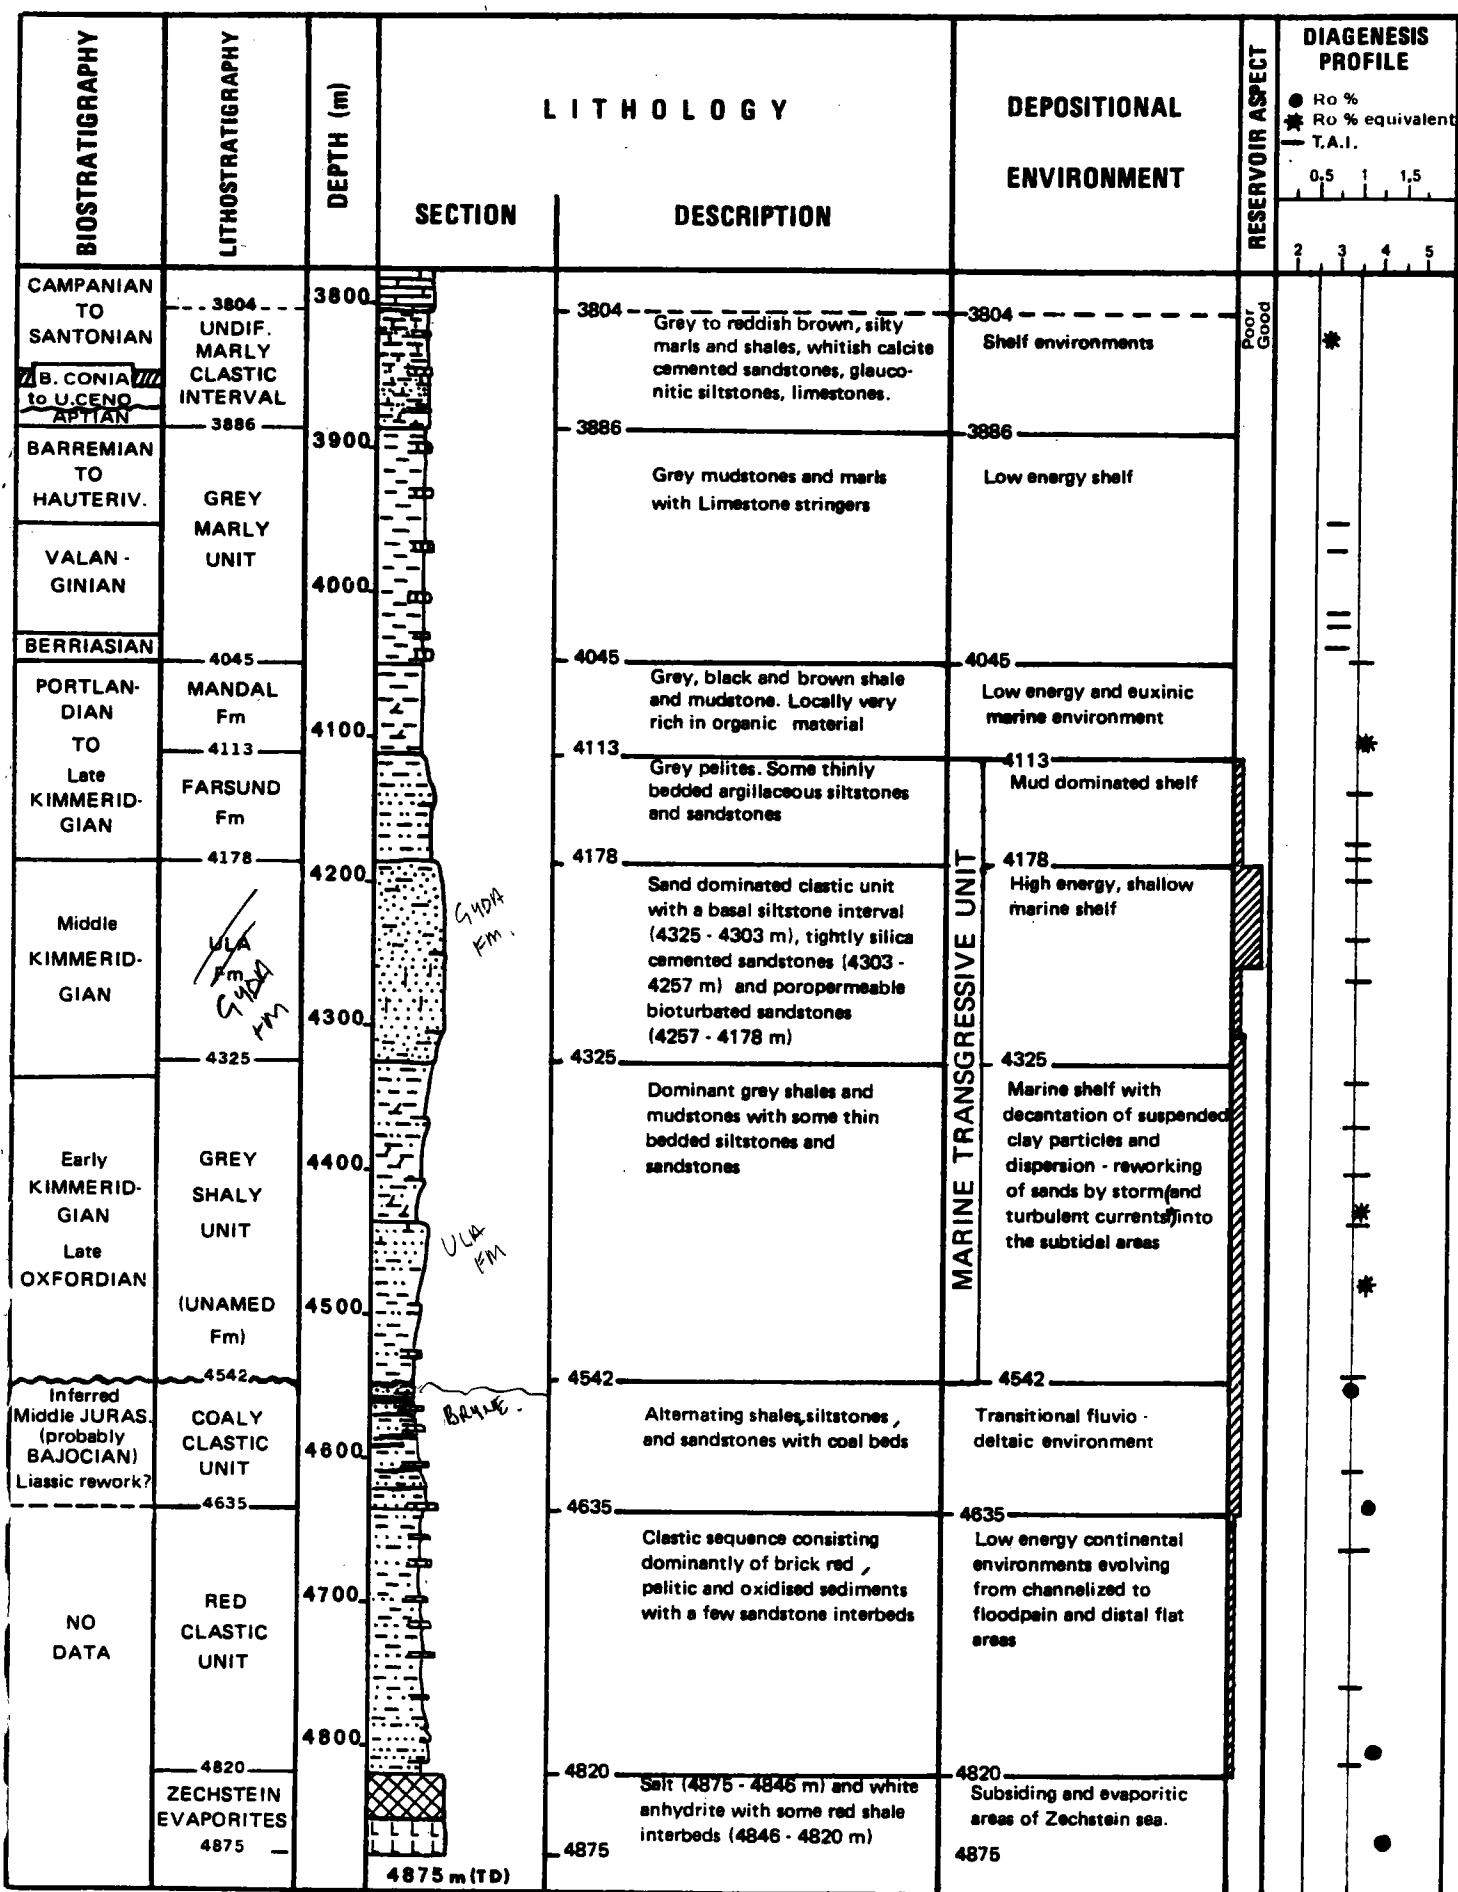 BIOSTRATIGRAPHY
LITHOSTRATIGRAPHY
DEPTH (m)
LITHOLOGY
SECTION
DESCRIPTION
DEPOSITIONAL
ENVIRONMENT
RESERVOIR ASPECT
DIAGENESIS
PROFILE
Ro %
Ro % equivalent
T.A.I.
0.5 1 1.5
2 3 4 5
Poor
Good
CAMPANIAN
TO
SANTONIAN
B. CONIA
to U.CENO
APTIAN
BARREMIAN
TO
HAUTERIV.
VALAN -
GINIAN
BERRIASIAN
PORTLAN-
DIAN
TO
Late
KIMMERID-
GIAN
Middle
KIMMERID-
GIAN
Early
KIMMERID-
GIAN
Late
OXFORDIAN
Inferred
Middle JURAS.
(probably
BAJOCIAN)
Liassic rework?
NO
DATA
3804
UNDIF.
MARLY
CLASTIC
INTERVAL
3886
GREY
MARLY
UNIT
4045
MANDAL
Fm
4113
FARSUND
Fm
4178
ULA
Fm
GYDA
FM
4325
GREY
SHALY
UNIT
(UNAMED
Fm)
4542
COALY
CLASTIC
UNIT
4635
RED
CLASTIC
UNIT
4820
ZECHSTEIN
EVAPORITES
4875
3800
3900
4000
4100
4200
4300
4400
4500
4600
4700
4800
GYDA
FM.
ULA
FM
BRYNE.
4875 m (TD)
3804
Grey to reddish brown, silty
marls and shales, whitish calcite
cemented sandstones, glauco-
nitic siltstones, limestones.
3886
Grey mudstones and marls
with Limestone stringers
4045
Grey, black and brown shale
and mudstone. Locally very
rich in organic material
4113
Grey pelites. Some thinly
bedded argillaceous siltstones
and sandstones
4178
Sand dominated clastic unit
with a basal siltstone interval
(4325 - 4303 m), tightly silica
cemented sandstones (4303 -
4257 m) and poropermeable
bioturbated sandstones
(4257 - 4178 m)
4325
Dominant grey shales and
mudstones with some thin
bedded siltstones and
sandstones
4542
Alternating shales, siltstones,
and sandstones with coal beds
4635
Clastic sequence consisting
dominantly of brick red,
pelitic and oxidised sediments
with a few sandstone interbeds
4820
Salt (4875 - 4846 m) and white
anhydrite with some red shale
interbeds (4846 - 4820 m)
4875
3804
Shelf environments
3886
Low energy shelf
4045
Low energy and euxinic
marine environment
MARINE TRANSGRESSIVE UNIT
4113
Mud dominated shelf
4178
High energy, shallow
marine shelf
4325
Marine shelf with
decantation of suspended
clay particles and
dispersion - reworking
of sands by storm (and
turbulent currents) into
the subtidal areas
4542
Transitional fluvio -
deltaic environment
4635
Low energy continental
environments evolving
from channelized to
floodpain and distal flat
areas
4820
Subsiding and evaporitic
areas of Zechstein sea.
4875